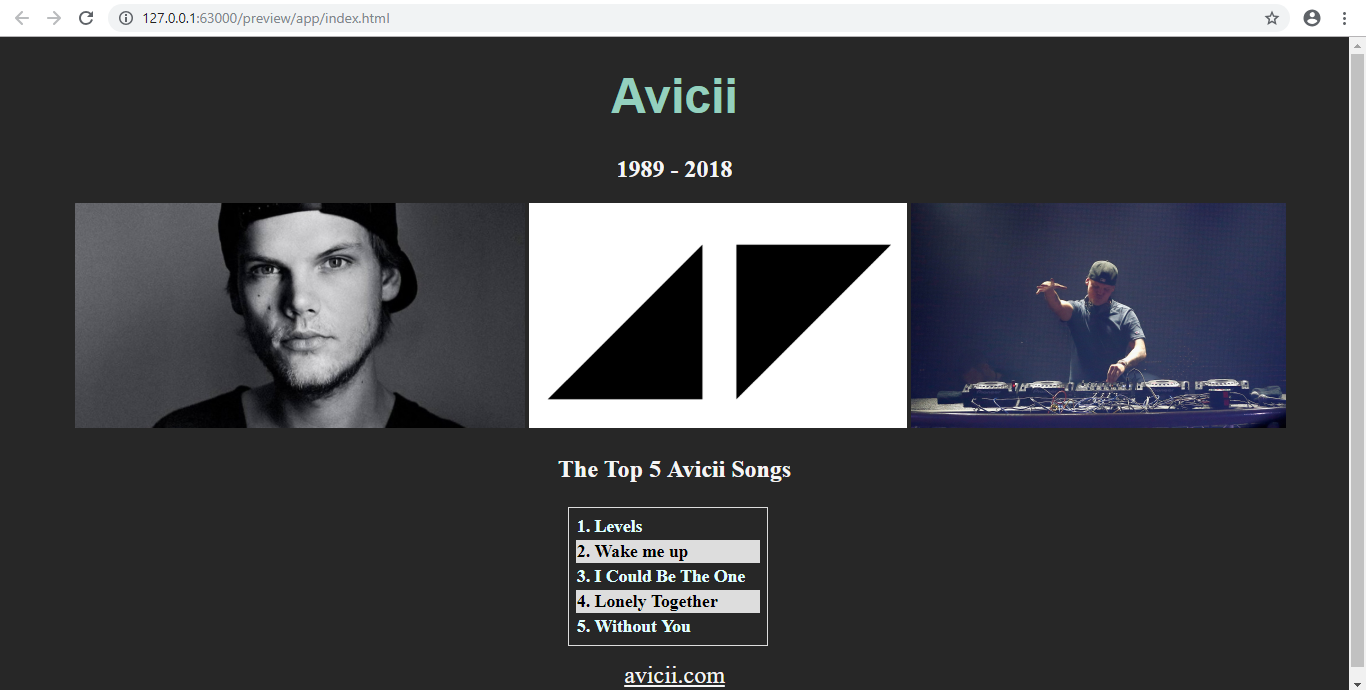 127.0.0.1:63000/preview/app/index.html
Avicii
1989 - 2018
The Top 5 Avicii Songs
1. Levels
2. Wake me up
3. I Could Be The One
4. Lonely Together
5. Without You
avicii.com